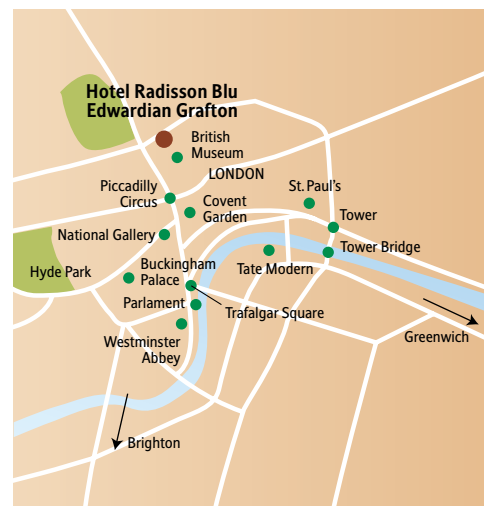 Hotel Radisson Blu
Edwardian Grafton
British
Museum
LONDON
Piccadilly
Circus
St. Paul's
Covent
Garden
Tower
National Gallery
Tower Bridge
Hyde Park
Buckingham
Palace
Tate Modern
Parlament
Trafalgar Square
Westminster
Abbey
Greenwich
Brighton